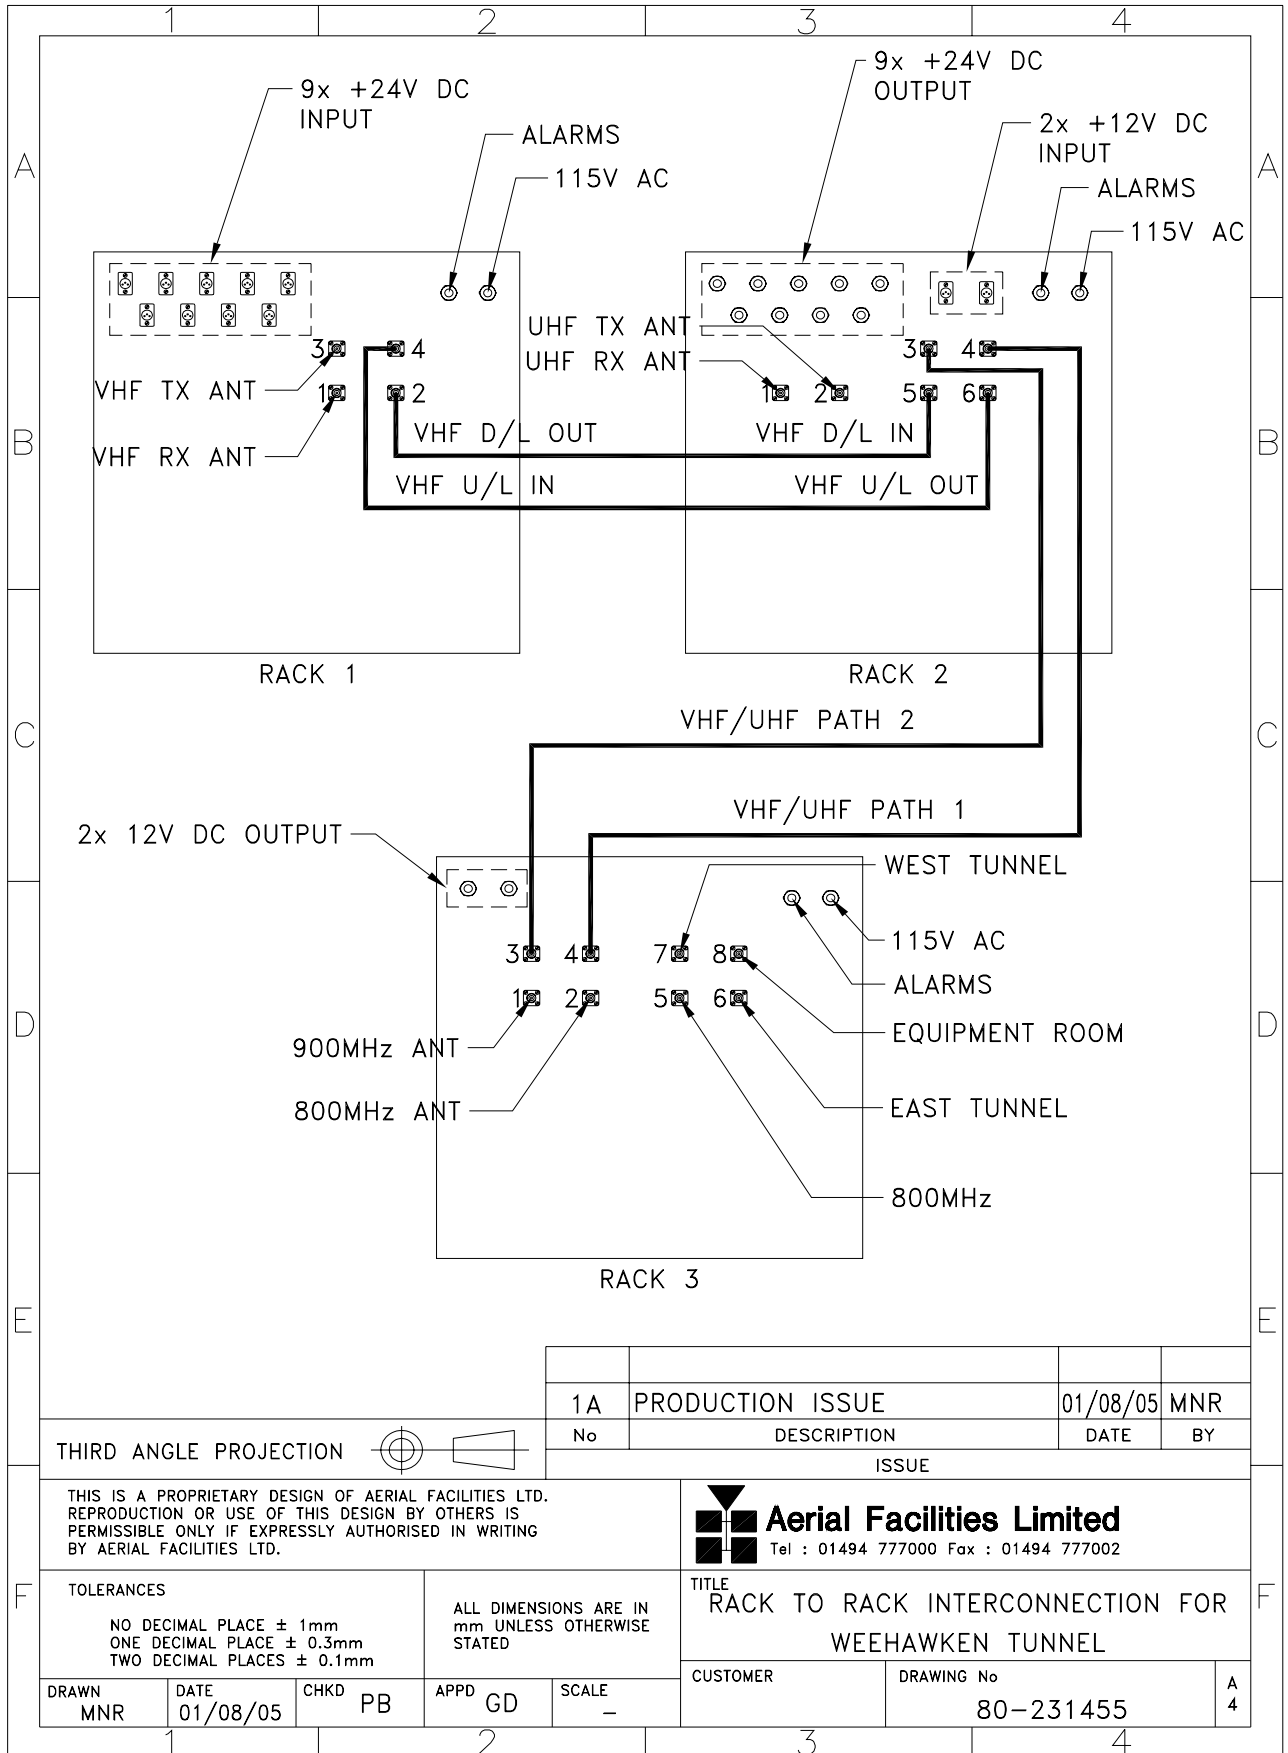 1 2 3 4
A A
B B
C C
D D
E E
F F
9x +24V DC
INPUT
ALARMS
115V AC
9x +24V DC
OUTPUT
2x +12V DC
INPUT
ALARMS
115V AC
3 4
1 2
VHF TX ANT
VHF RX ANT
UHF TX ANT
UHF RX ANT
3 4
1 2 5 6
VHF D/L OUT
VHF D/L IN
VHF U/L IN
VHF U/L OUT
RACK 1
RACK 2
VHF/UHF PATH 2
VHF/UHF PATH 1
2x 12V DC OUTPUT
WEST TUNNEL
115V AC
ALARMS
3 4 7 8
1 2 5 6
900MHz ANT
800MHz ANT
EQUIPMENT ROOM
EAST TUNNEL
800MHz
RACK 3
1A PRODUCTION ISSUE 01/08/05 MNR
No DESCRIPTION DATE BY
ISSUE
THIRD ANGLE PROJECTION
THIS IS A PROPRIETARY DESIGN OF AERIAL FACILITIES LTD.
REPRODUCTION OR USE OF THIS DESIGN BY OTHERS IS
PERMISSIBLE ONLY IF EXPRESSLY AUTHORISED IN WRITING
BY AERIAL FACILITIES LTD.
Aerial Facilities Limited
Tel : 01494 777000 Fax : 01494 777002
TOLERANCES
NO DECIMAL PLACE ± 1mm
ONE DECIMAL PLACE ± 0.3mm
TWO DECIMAL PLACES ± 0.1mm
ALL DIMENSIONS ARE IN
mm UNLESS OTHERWISE
STATED
TITLE
RACK TO RACK INTERCONNECTION FOR
WEEHAWKEN TUNNEL
DRAWN
MNR
DATE
01/08/05
CHKD PB
APPD GD
SCALE
–
CUSTOMER
DRAWING No
80-231455
A
4
1 2 3 4